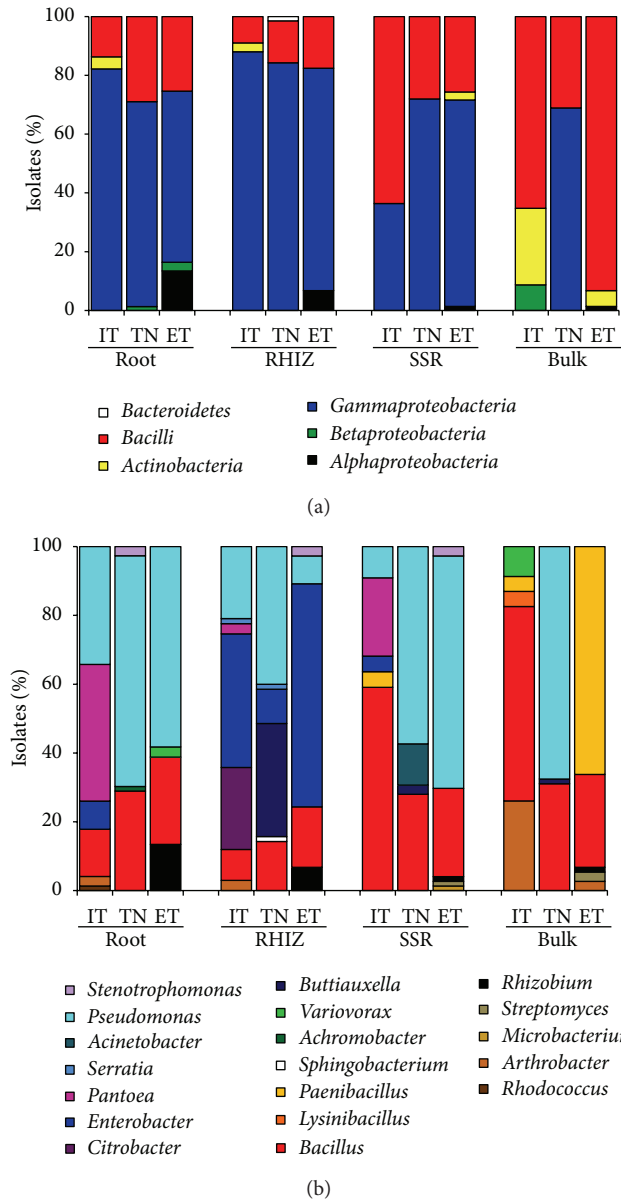 100
80
60
40
20
0
Isolates (%)
IT TN ET IT TN ET IT TN ET IT TN ET
Root RHIZ SSR Bulk
Bacteroidetes Gammaproteobacteria
Bacilli Betaproteobacteria
Actinobacteria Alphaproteobacteria
(a)
100
80
60
40
20
0
Isolates (%)
IT TN ET IT TN ET IT TN ET IT TN ET
Root RHIZ SSR Bulk
Stenotrophomonas Buttiauxella Rhizobium
Pseudomonas Variovorax Streptomyces
Acinetobacter Achromobacter Microbacterium
Serratia Sphingobacterium Arthrobacter
Pantoea Paenibacillus Rhodococcus
Enterobacter Lysinibacillus
Citrobacter Bacillus
(b)